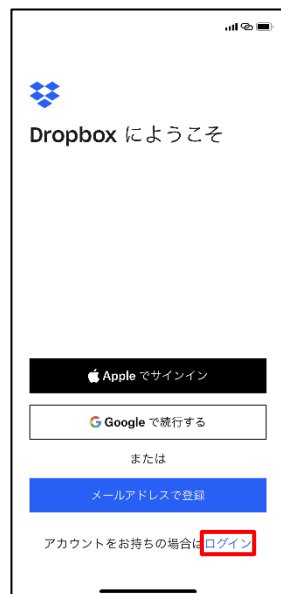 Dropbox にようこそ
Apple でサインイン
Google で続行する
または
メールアドレスで登録
アカウントをお持ちの場合はログイン